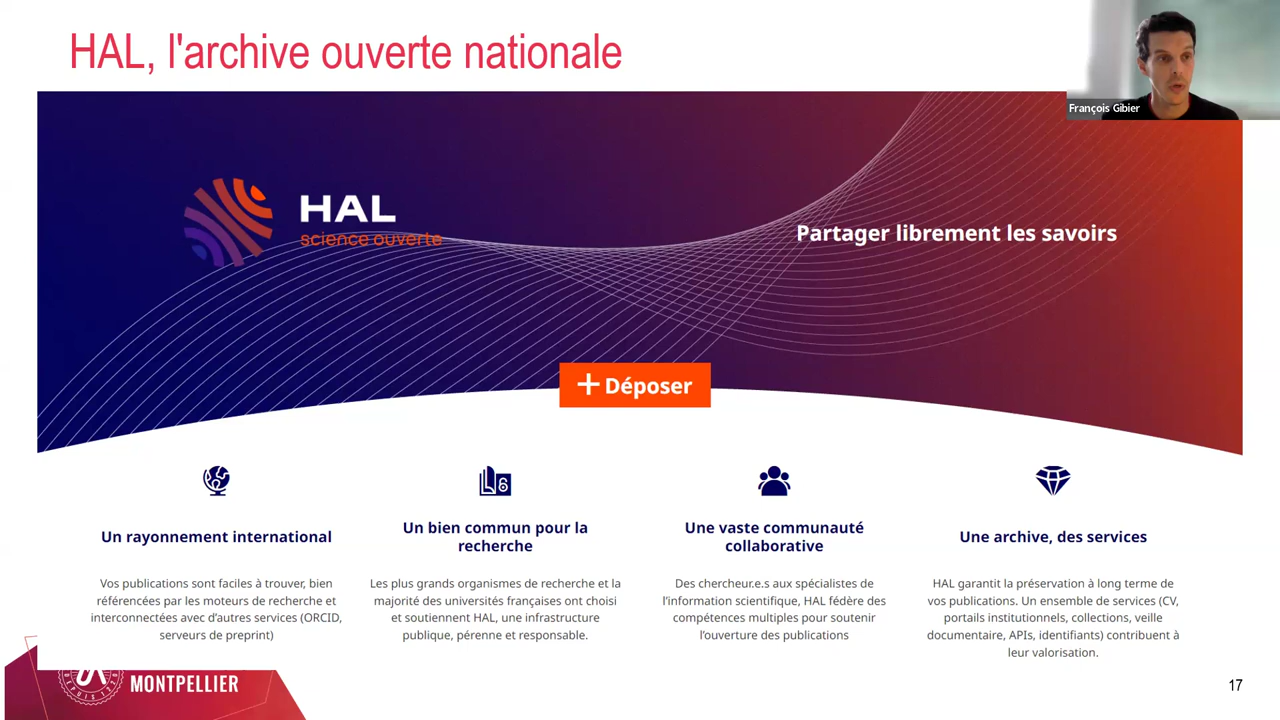 HAL, l'archive ouverte nationale
François Gibier
HAL
science ouverte
Partager librement les savoirs
+ Déposer
Un rayonnement international
Vos publications sont faciles à trouver, bien
référencées par les moteurs de recherche et
interconnectées avec d'autres services (ORCID,
serveurs de preprint)
Un bien commun pour la
recherche
Les plus grands organismes de recherche et la
majorité des universités françaises ont choisi
et soutiennent HAL, une infrastructure
publique, pérenne et responsable.
Une vaste communauté
collaborative
Des chercheur.e.s aux spécialistes de
l'information scientifique, HAL fédère des
compétences multiples pour soutenir
l'ouverture des publications
Une archive, des services
HAL garantit la préservation à long terme de
vos publications. Un ensemble de services (CV,
portails institutionnels, collections, veille
documentaire, APIs, identifiants) contribuent à
leur valorisation.
MONTPELLIER
DEPUIS 1220
17